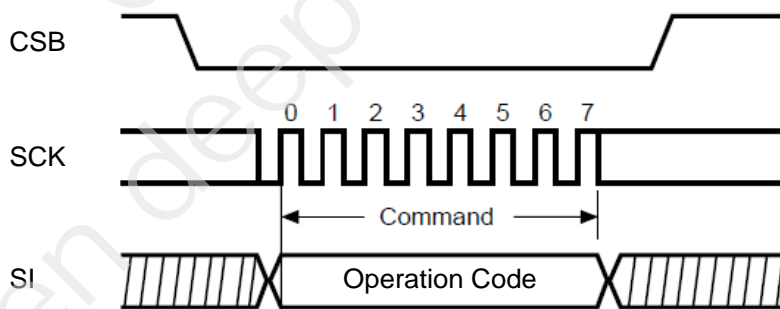 CSB
0 1 2 3 4 5 6 7
SCK
Command
SI Operation Code